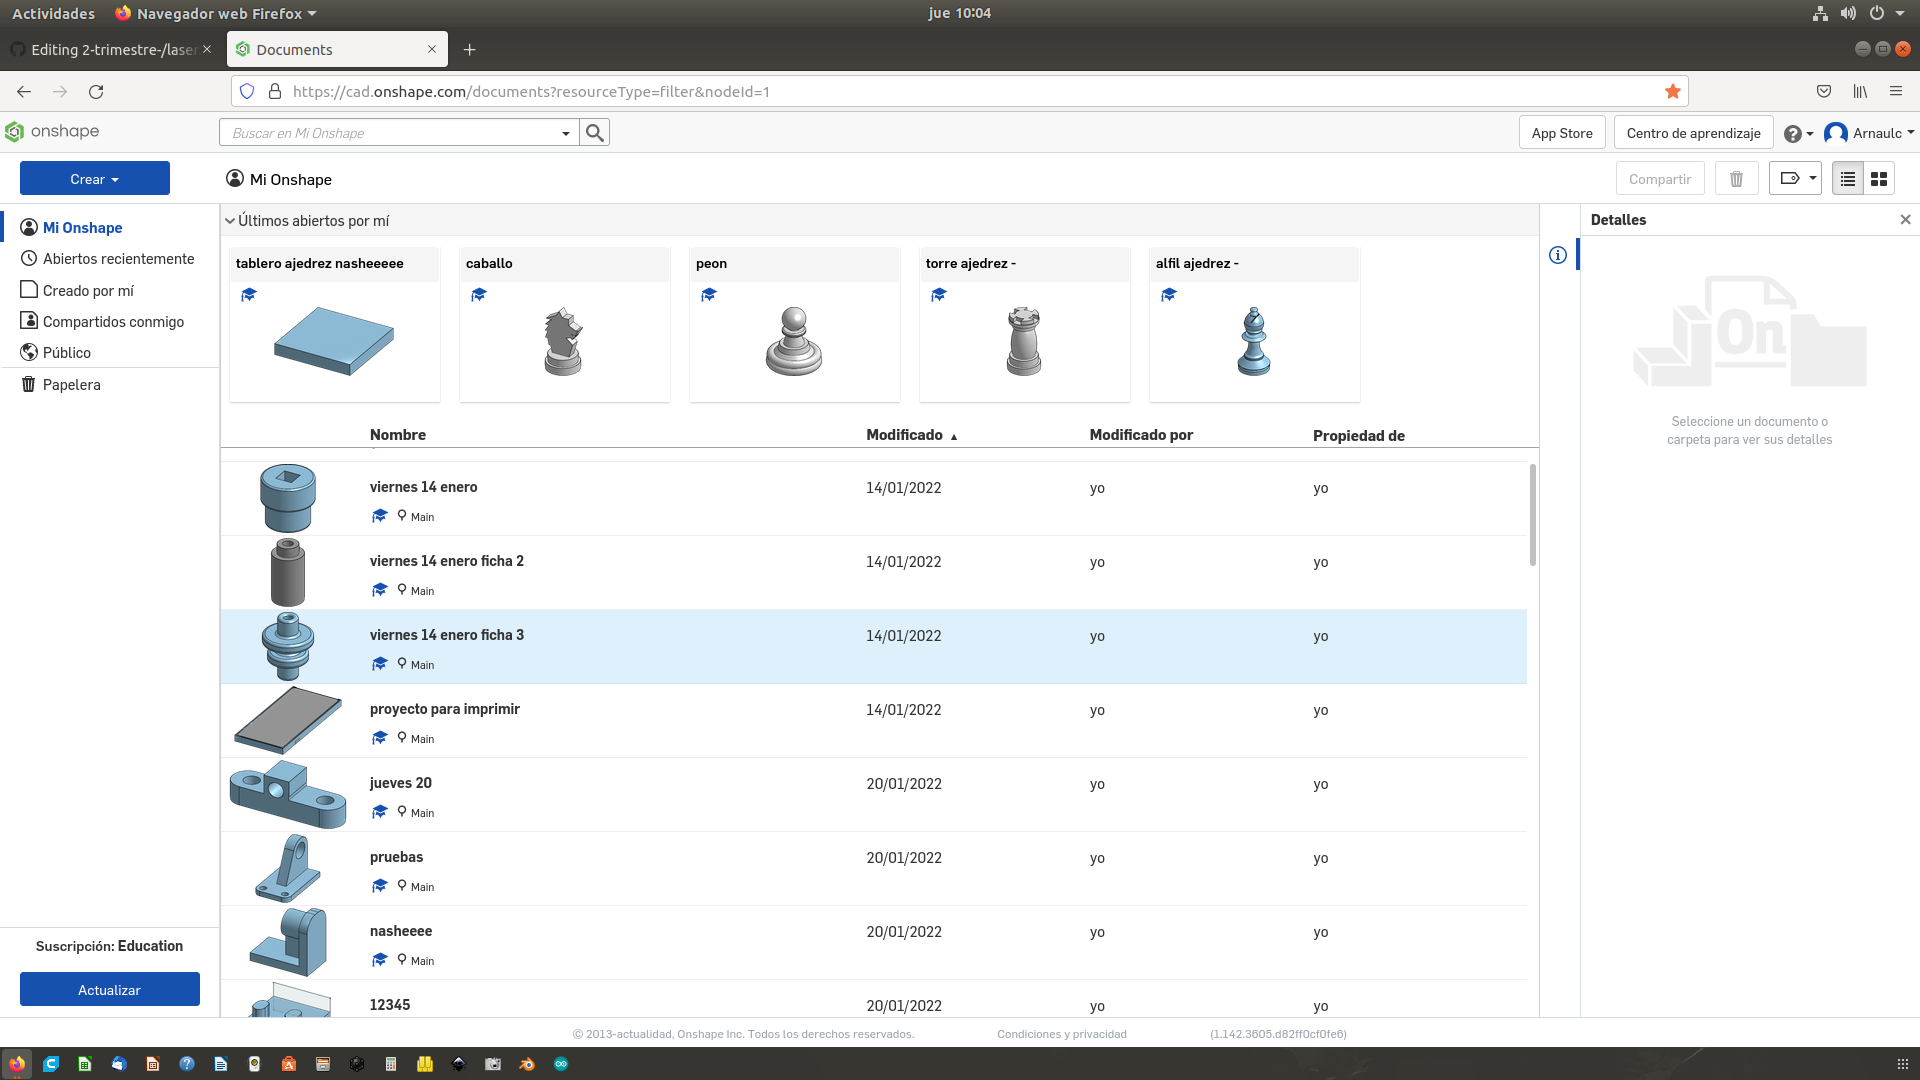 Actividades
Navegador web Firefox
jue 10:04
Editing 2-trimestre-/laser
Documents
https://cad.onshape.com/documents?resourceType=filter&nodeId=1
onshape
Buscar en Mi Onshape
App Store
Centro de aprendizaje
Arnaulc
Crear
Mi Onshape
Compartir
Mi Onshape
Abiertos recientemente
Creado por mí
Compartidos conmigo
Público
Papelera
Últimos abiertos por mí
tablero ajedrez nasheeeee
caballo
peon
torre ajedrez -
alfil ajedrez -
Nombre Modificado Modificado por Propiedad de
viernes 14 enero 14/01/2022 yo yo
Main
viernes 14 enero ficha 2 14/01/2022 yo yo
Main
viernes 14 enero ficha 3 14/01/2022 yo yo
Main
proyecto para imprimir 14/01/2022 yo yo
Main
jueves 20 20/01/2022 yo yo
Main
pruebas 20/01/2022 yo yo
Main
nasheeee 20/01/2022 yo yo
Main
12345 20/01/2022 yo yo
Detalles
On
Seleccione un documento o
carpeta para ver sus detalles
Suscripción: Education
Actualizar
© 2013-actualidad, Onshape Inc. Todos los derechos reservados.
Condiciones y privacidad
(1.142.3605.d82ff0cf0fe6)